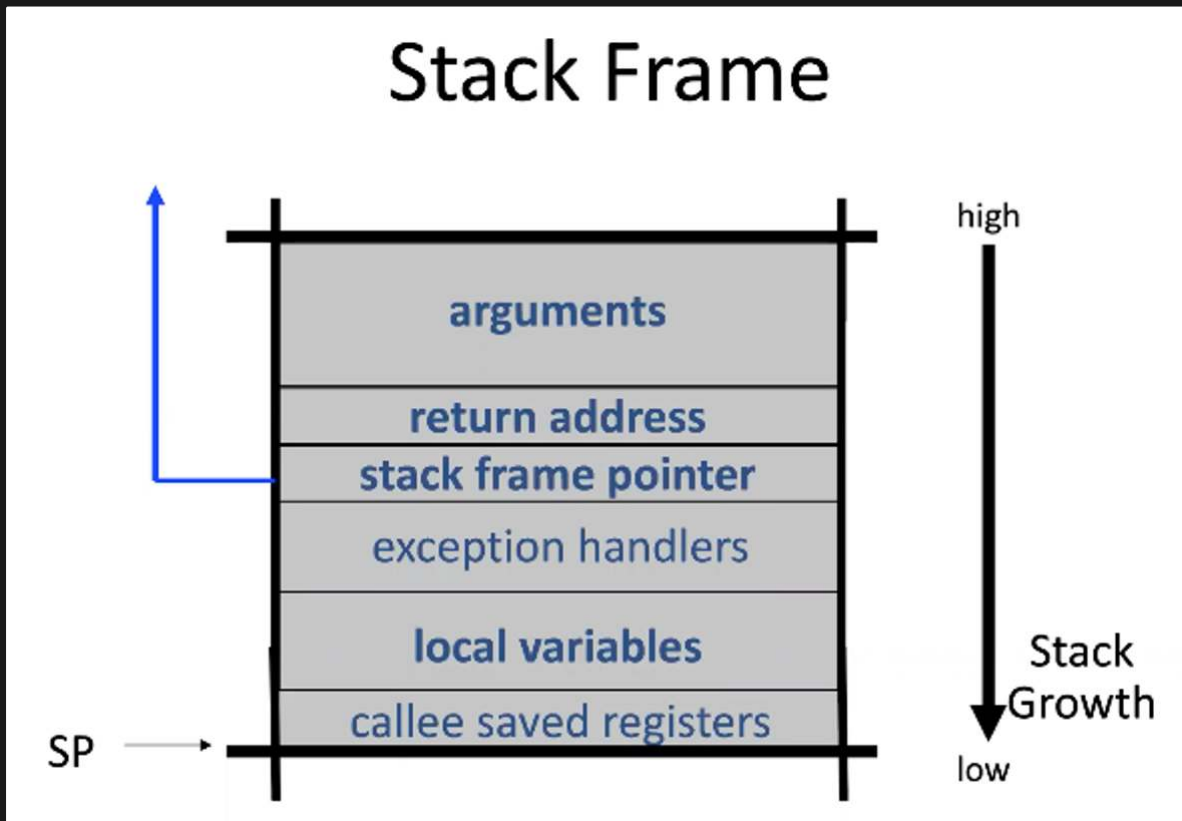 Stack Frame
high
arguments
return address
stack frame pointer
exception handlers
local variables
Stack
Growth
callee saved registers
SP
low